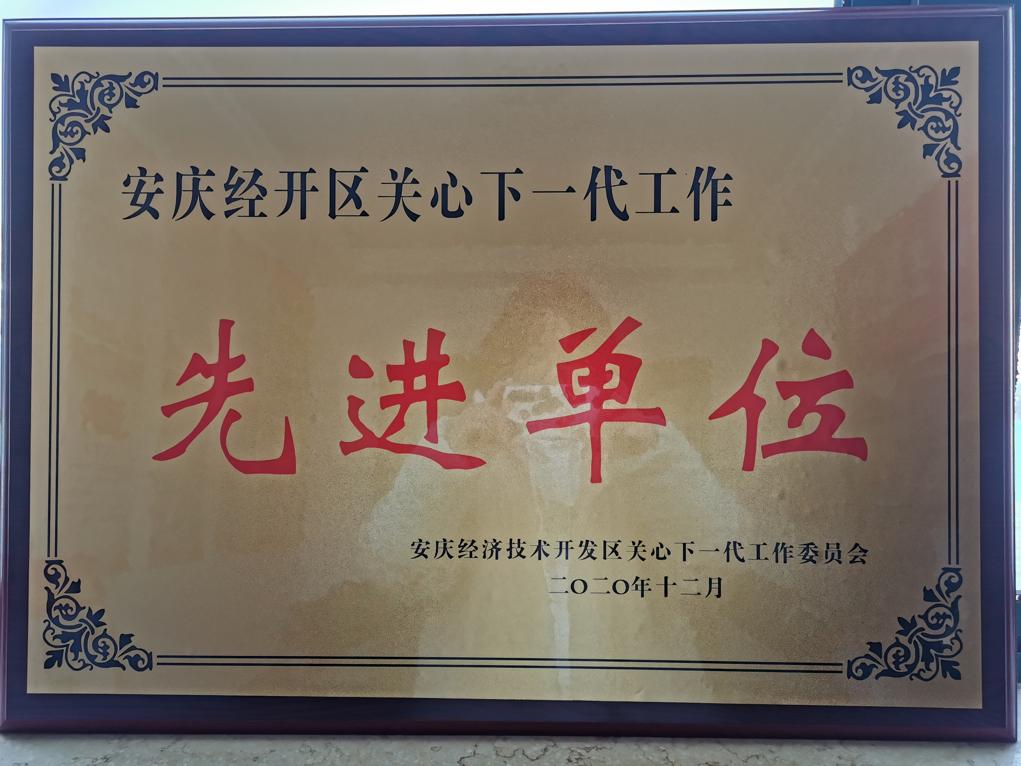 安庆经开区关心下一代工作
先进单位
安庆经济技术开发区关心下一代工作委员会
二〇二〇年十二月